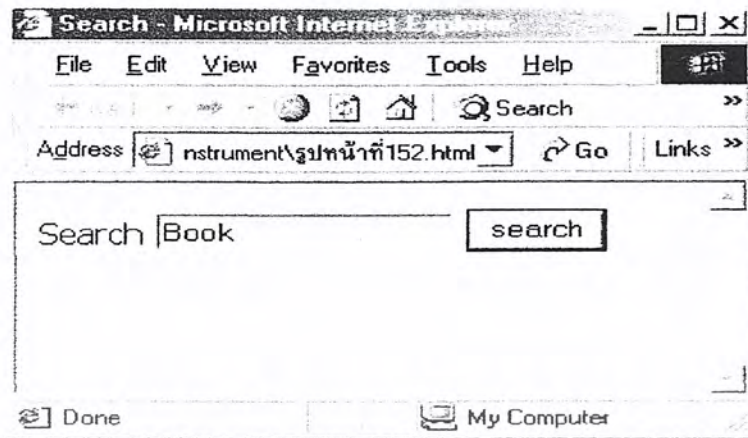 Search - Microsoft Internet Explorer
File Edit View Favorites Tools Help
Search »
Address nstrument\รูปหน้าที่152.html Go Links »
Search Book search
Done My Computer